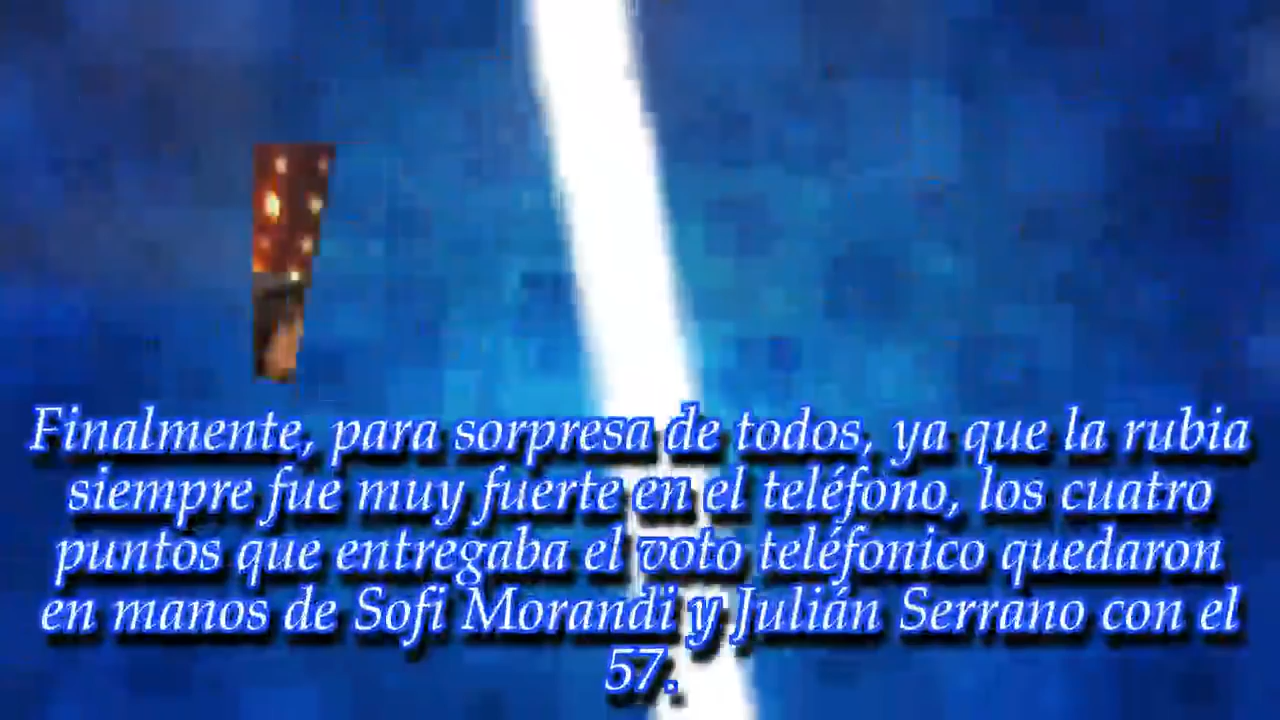 Finalmente, para sorpresa de todos, ya que la rubia
siempre fue muy fuerte en el teléfono, los cuatro
puntos que entregaba el voto teléfonico quedaron
en manos de Sofi Morandi y Julián Serrano con el
57.